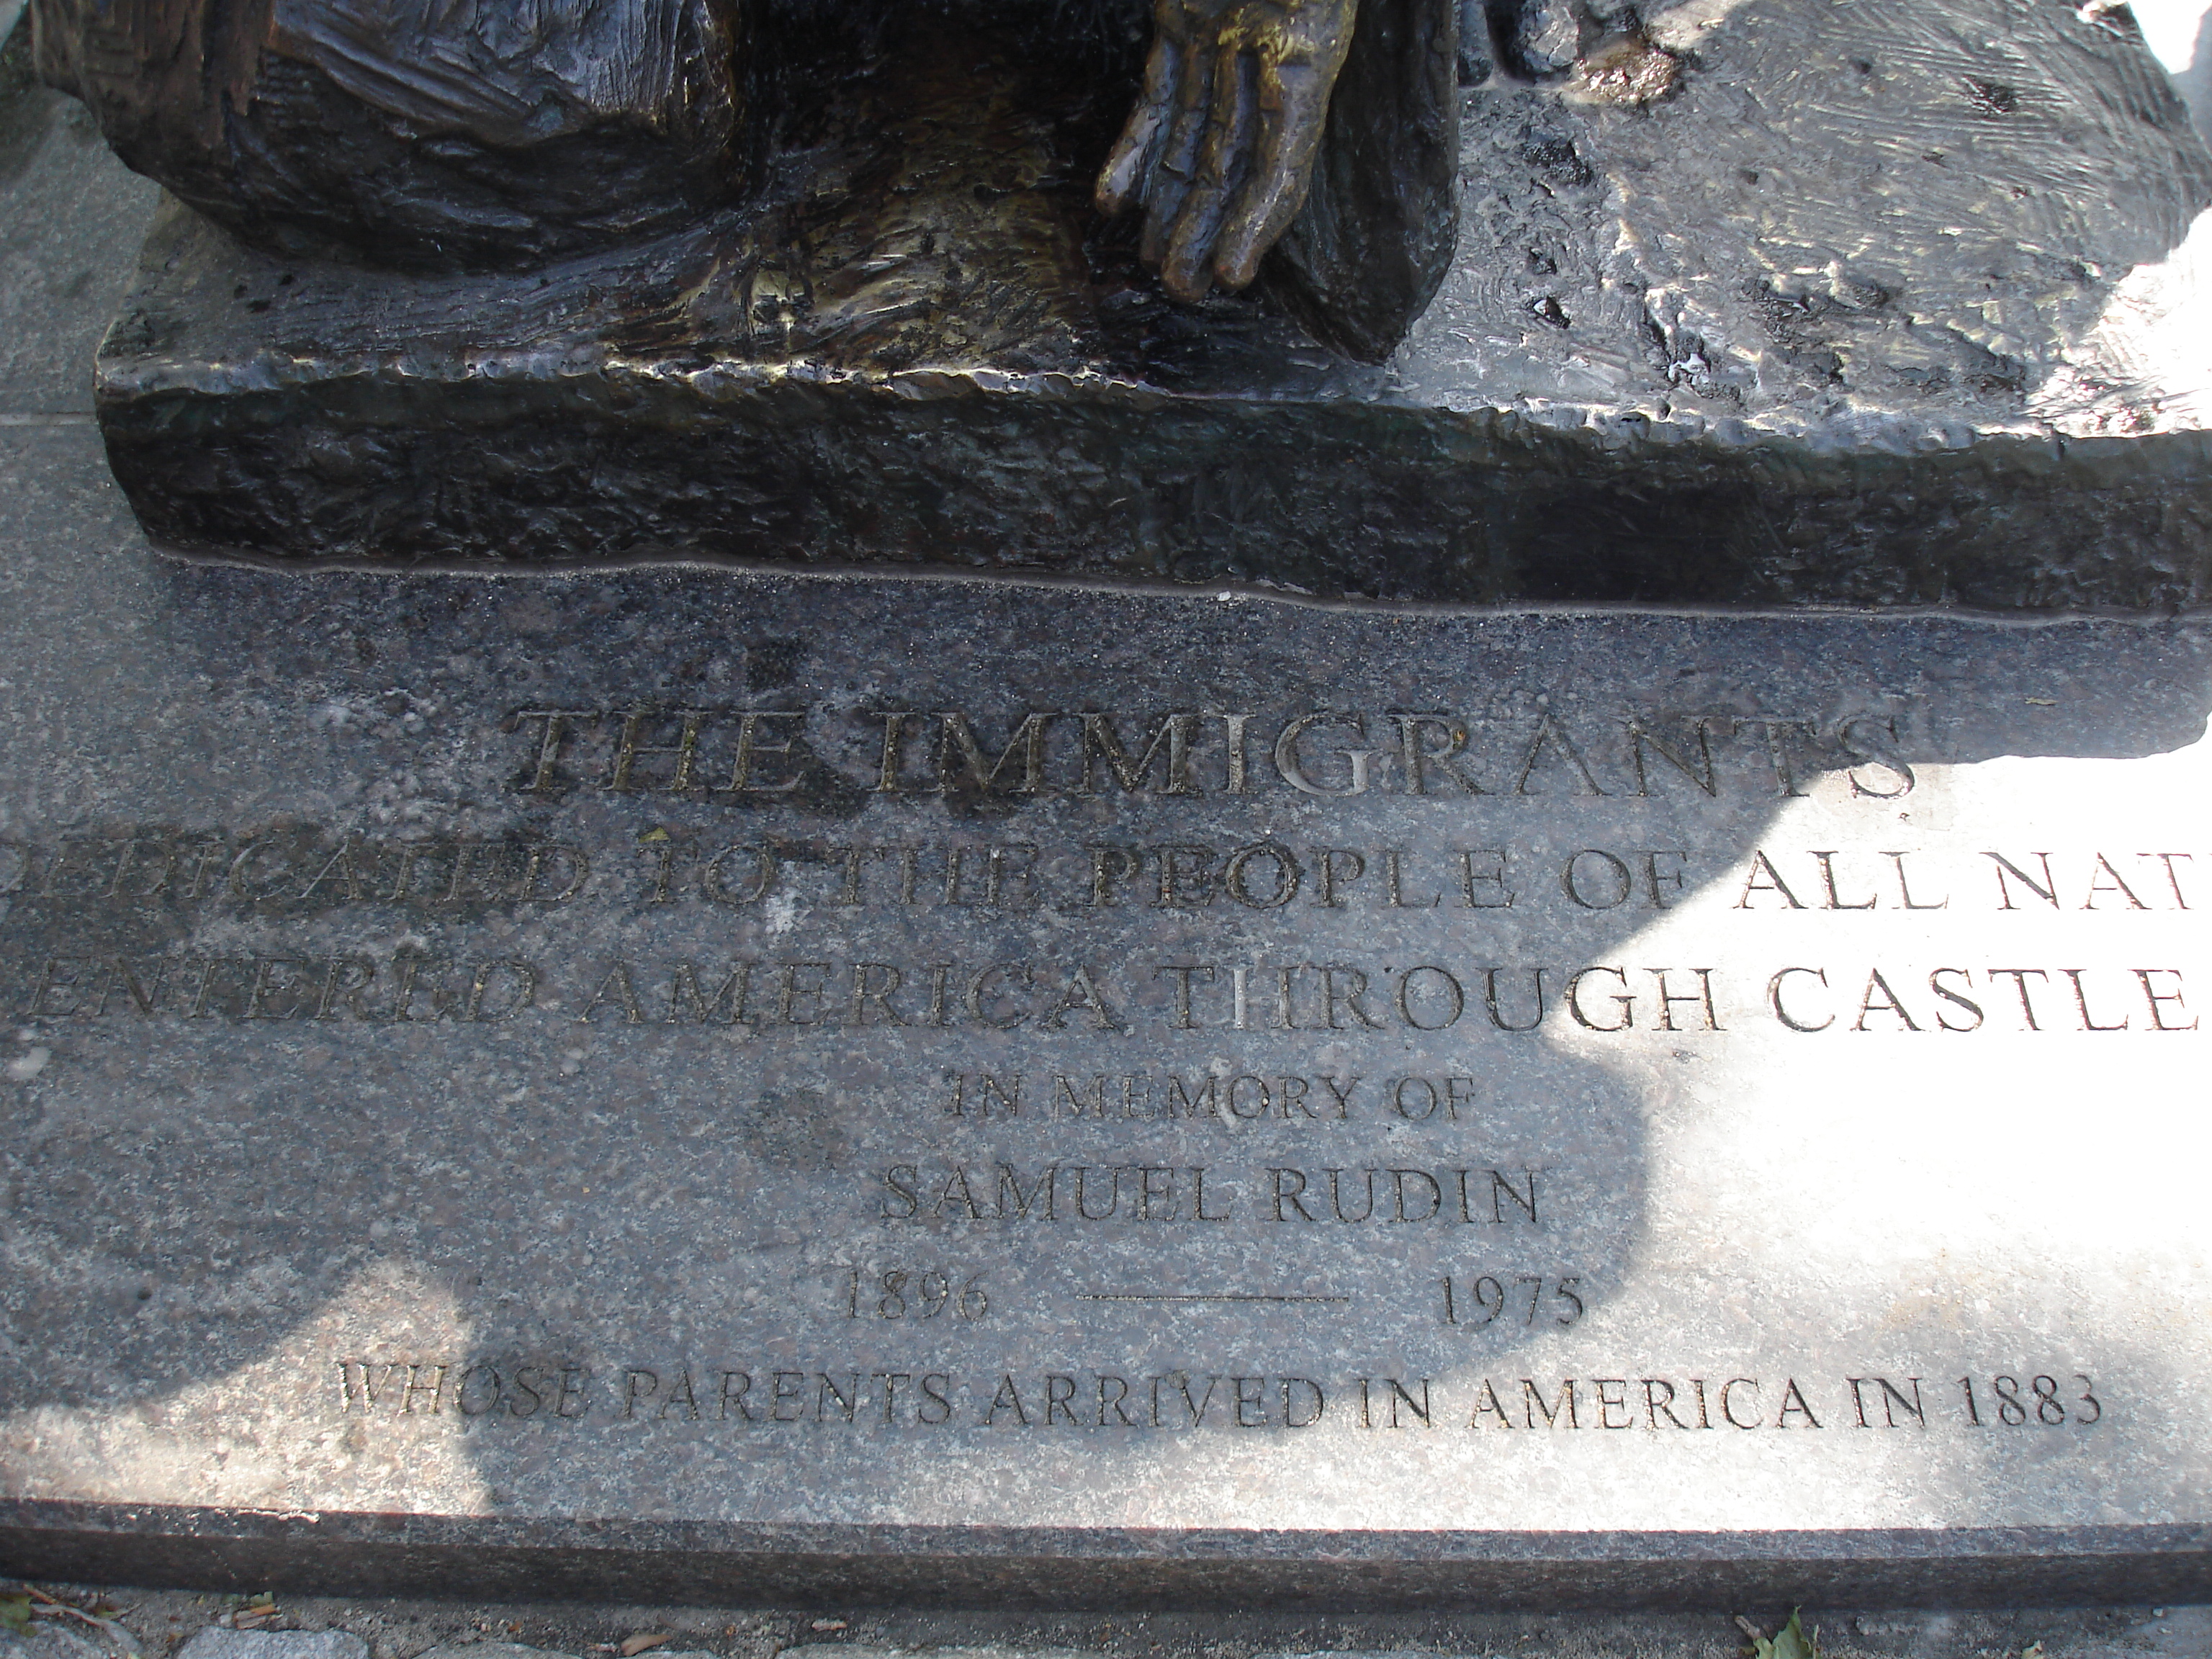 THE IMMIGRANTS
DEDICATED TO THE PEOPLE OF ALL NAT
ENTERED AMERICA THROUGH CASTLE
IN MEMORY OF
SAMUEL RUDIN
1896 — 1975
WHOSE PARENTS ARRIVED IN AMERICA IN 1883